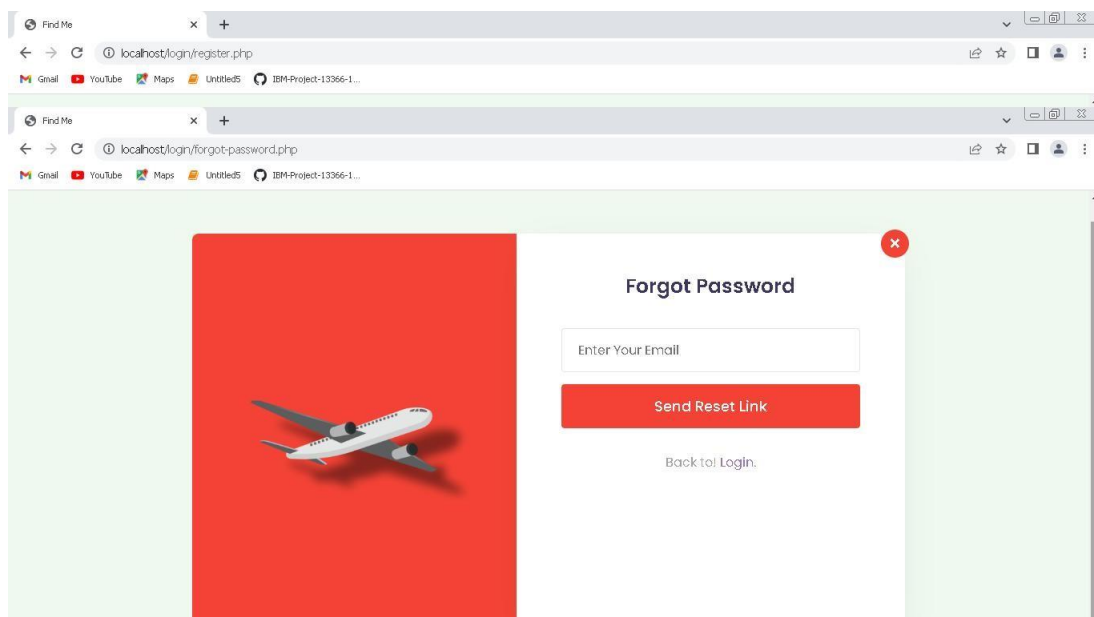 Find Me
localhost/login/register.php
Gmail YouTube Maps Untitled5 IBM-Project-13366-1...
Find Me
localhost/login/forgot-password.php
Gmail YouTube Maps Untitled5 IBM-Project-13366-1...
Forgot Password
Enter Your Email
Send Reset Link
Back to! Login.